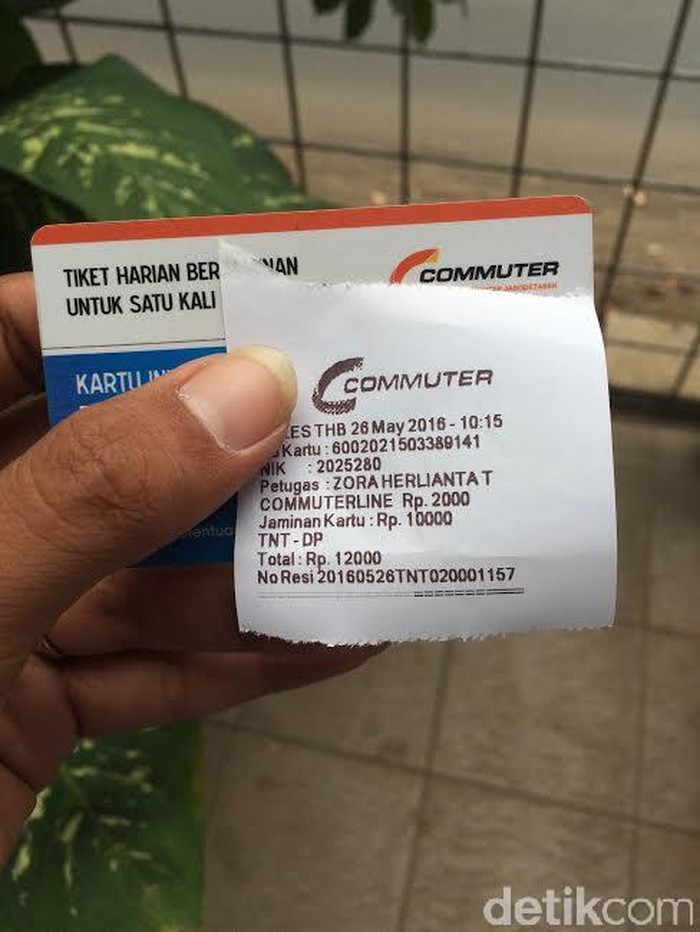 TIKET HARIAN BER
UNTUK SATU KALI
COMMUTER
KARTU IN
COMMUTER
LES THB 26 May 2016 - 10:15
Kartu : 6002021503389141
NIK : 2025280
Petugas : ZORA HERLIANTA T
COMMUTERLINE Rp. 2000
Jaminan Kartu : Rp. 10000
TNT - DP
Total : Rp. 12000
No Resi 20160526TNT020001157
detikcom